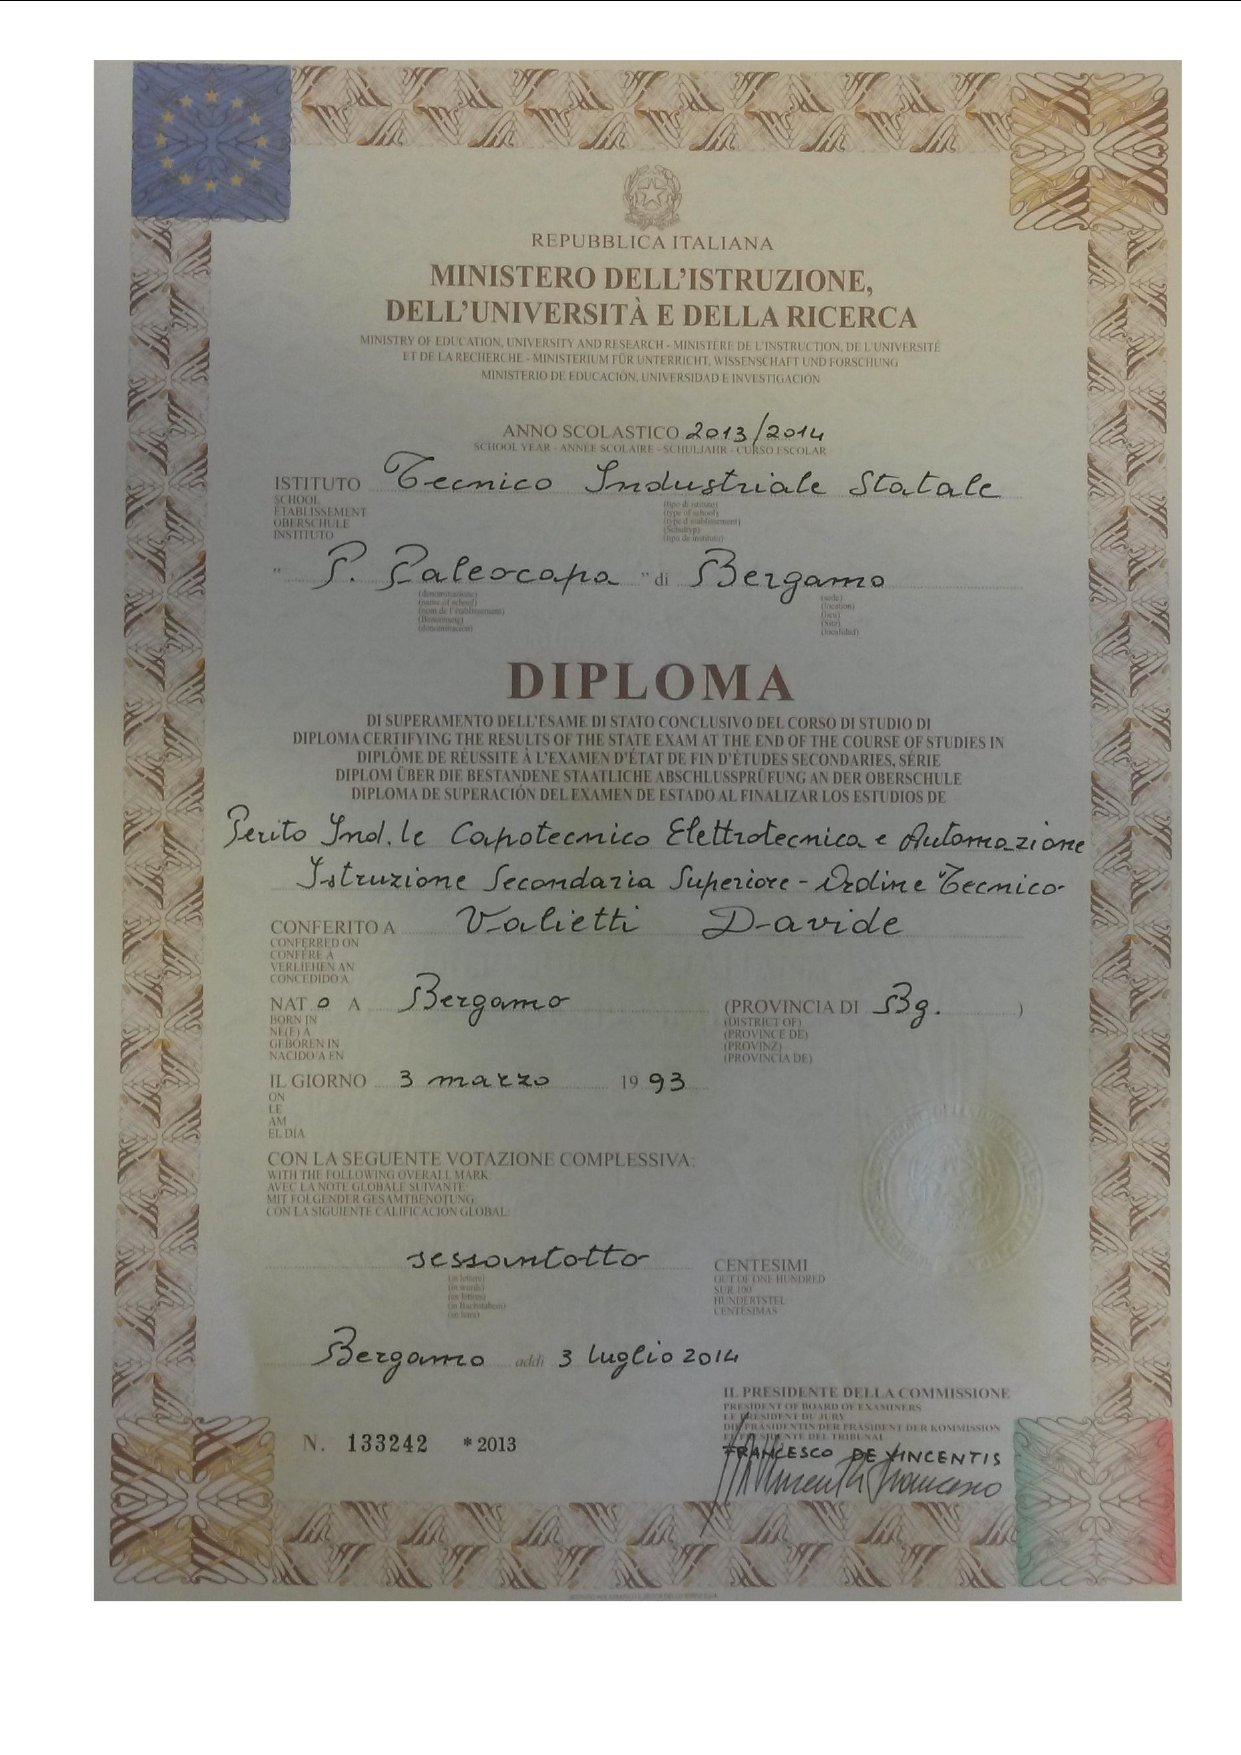 REPUBBLICA ITALIANA
MINISTERO DELL'ISTRUZIONE,
DELL'UNIVERSITÀ E DELLA RICERCA
MINISTRY OF EDUCATION, UNIVERSITY AND RESEARCH - MINISTÈRE DE L'INSTRUCTION, DE L'UNIVERSITÉ
ET DE LA RECHERCHE - MINISTERIUM FÜR UNTERRICHT, WISSENSCHAFT UND FORSCHUNG
MINISTERIO DE EDUCACIÓN, UNIVERSIDAD E INVESTIGACIÓN
ANNO SCOLASTICO 2013/2014
SCHOOL YEAR - ANNÉE SCOLAIRE - SCHULJAHR - CURSO ESCOLAR
ISTITUTO Tecnico Industriale Statale
SCHOOL
ÉTABLISSEMENT
OBERSCHULE
INSTITUTO
(tipo di istituto)
(type of school)
(type d'établissement)
(Schultyp)
(tipo de instituto)
" P. Paleocapa " di Bergamo
(denominazione)
(name of school)
(nom de l'établissement)
(Benennung)
(denominación)
(sede)
(location)
(lieu)
(Sitz)
(localidad)
DIPLOMA
DI SUPERAMENTO DELL'ESAME DI STATO CONCLUSIVO DEL CORSO DI STUDIO DI
DIPLOMA CERTIFYING THE RESULTS OF THE STATE EXAM AT THE END OF THE COURSE OF STUDIES IN
DIPLÔME DE RÉUSSITE À L'EXAMEN D'ÉTAT DE FIN D'ÉTUDES SECONDARIES, SÉRIE
DIPLOM ÜBER DIE BESTANDENE STAATLICHE ABSCHLUSSPRÜFUNG AN DER OBERSCHULE
DIPLOMA DE SUPERACIÓN DEL EXAMEN DE ESTADO AL FINALIZAR LOS ESTUDIOS DE
Perito Ind.le Capotecnico Elettrotecnica e Automazione
Istruzione Secondaria Superiore - Ordine Tecnico
CONFERITO A Valietti Davide
CONFERRED ON
CONFÉRÉ À
VERLIEHEN AN
CONCEDIDO A
NATo A Bergamo (PROVINCIA DI Bg. )
BORN IN
NÉ(E) À
GEBOREN IN
NACIDO/A EN
(DISTRICT OF)
(PROVINCE DE)
(PROVINZ)
(PROVINCIA DE)
IL GIORNO 3 marzo 1993
ON
LE
AM
EL DÍA
CON LA SEGUENTE VOTAZIONE COMPLESSIVA:
WITH THE FOLLOWING OVERALL MARK:
AVEC LA NOTE GLOBALE SUIVANTE:
MIT FOLGENDER GESAMTBENOTUNG:
CON LA SIGUIENTE CALIFICACIÓN GLOBAL:
sessantotto CENTESIMI
(in lettere)
(in words)
(en lettres)
(in Buchstaben)
(en letra)
OUT OF ONE HUNDRED
SUR 100
HUNDERTSTEL
CENTÉSIMAS
Bergamo addì 3 luglio 2014
IL PRESIDENTE DELLA COMMISSIONE
PRESIDENT OF BOARD OF EXAMINERS
LE PRÉSIDENT DU JURY
DIE PRÄSIDENTIN/DER PRÄSIDENT DER KOMMISSION
EL PRESIDENTE DEL TRIBUNAL
N. 133242 * 2013
FRANCESCO DE VINCENTIS